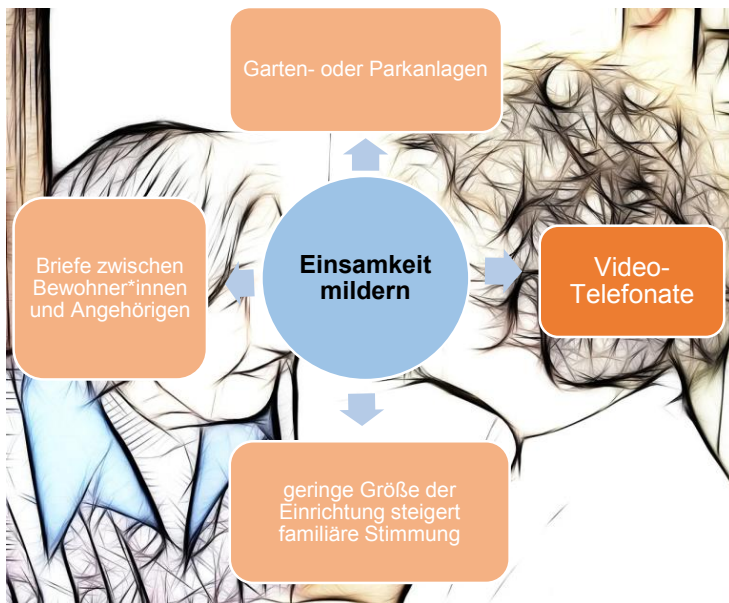 Garten- oder Parkanlagen
Briefe zwischen
Bewohner*innen
und Angehörigen
Einsamkeit
mildern
Video-
Telefonate
geringe Größe der
Einrichtung steigert
familiäre Stimmung